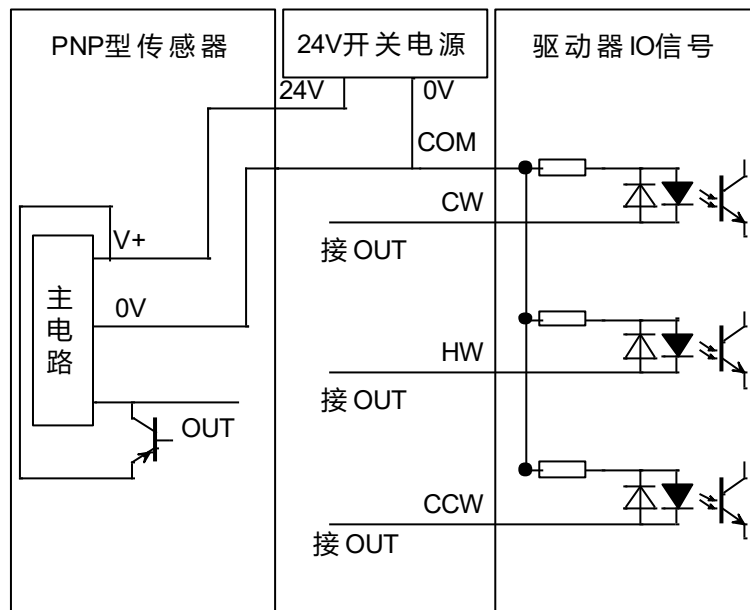 PNP型传感器
24V开关电源
驱动器IO信号
24V
0V
COM
CW
接OUT
V+
0V
主电路
HW
接OUT
OUT
CCW
接OUT